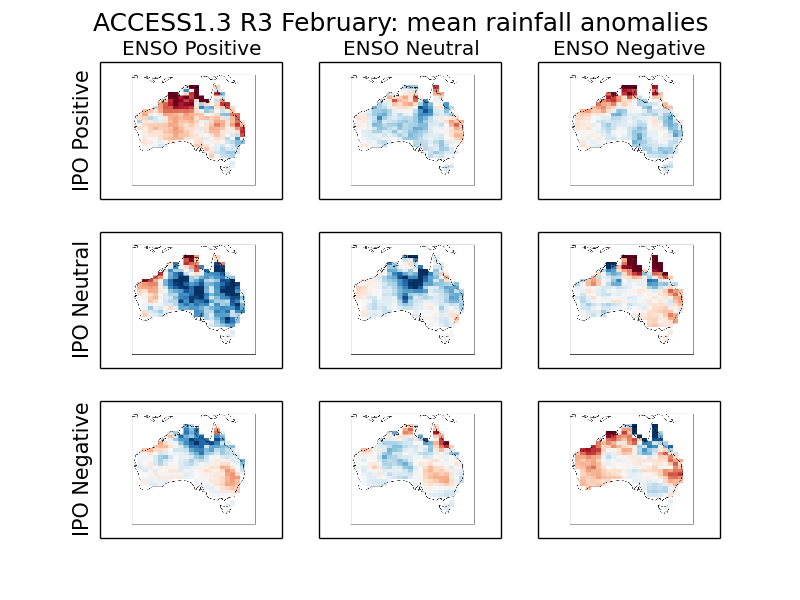 ACCESS1.3 R3 February: mean rainfall anomalies
ENSO Positive
ENSO Neutral
ENSO Negative
IPO Positive
IPO Neutral
IPO Negative